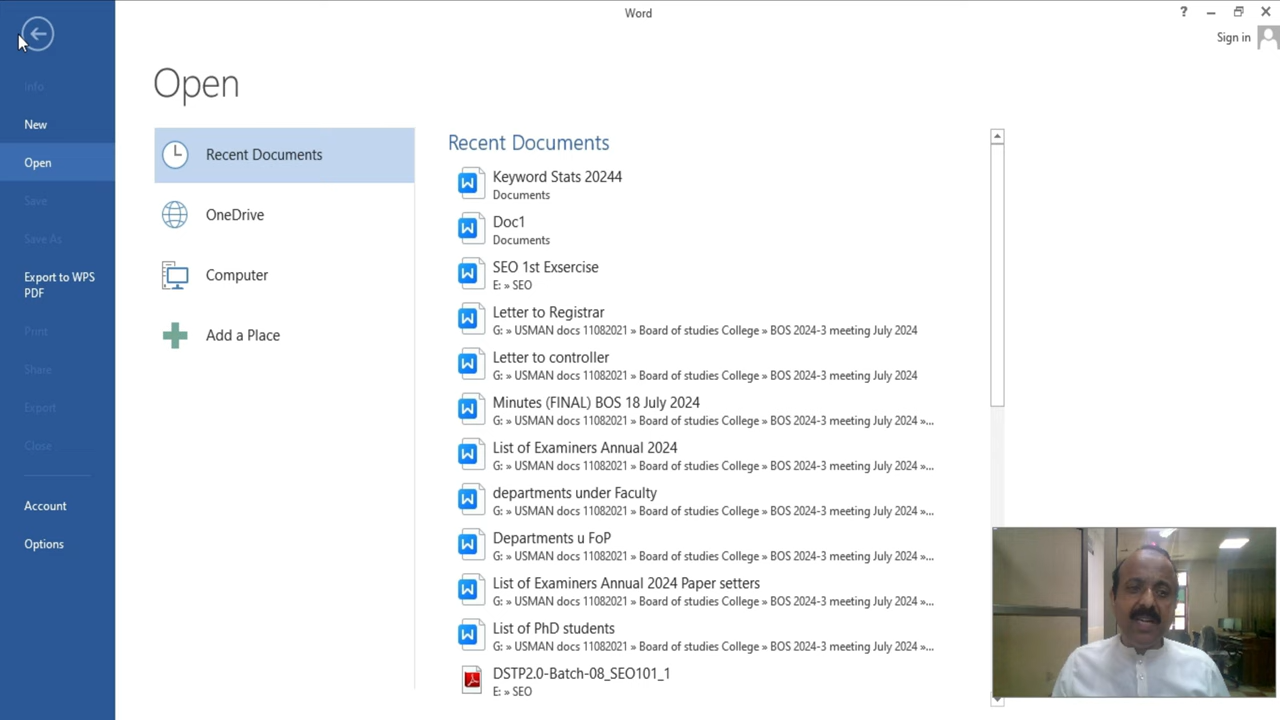 Word
?
Sign in
Info
New
Open
Save
Save As
Export to WPS
PDF
Print
Share
Export
Close
Account
Options
Open
Recent Documents
OneDrive
Computer
Add a Place
Recent Documents
Keyword Stats 20244
Documents
Doc1
Documents
SEO 1st Exsercise
E: » SEO
Letter to Registrar
G: » USMAN docs 11082021 » Board of studies College » BOS 2024-3 meeting July 2024
Letter to controller
G: » USMAN docs 11082021 » Board of studies College » BOS 2024-3 meeting July 2024
Minutes (FINAL) BOS 18 July 2024
G: » USMAN docs 11082021 » Board of studies College » BOS 2024-3 meeting July 2024 »...
List of Examiners Annual 2024
G: » USMAN docs 11082021 » Board of studies College » BOS 2024-3 meeting July 2024 »...
departments under Faculty
G: » USMAN docs 11082021 » Board of studies College » BOS 2024-3 meeting July 2024 »...
Departments u FoP
G: » USMAN docs 11082021 » Board of studies College » BOS 2024-3 meeting July 2024 »...
List of Examiners Annual 2024 Paper setters
G: » USMAN docs 11082021 » Board of studies College » BOS 2024-3 meeting July 2024 »...
List of PhD students
G: » USMAN docs 11082021 » Board of studies College » BOS 2024-3 meeting July 2024 »...
DSTP2.0-Batch-08_SEO101_1
E: » SEO